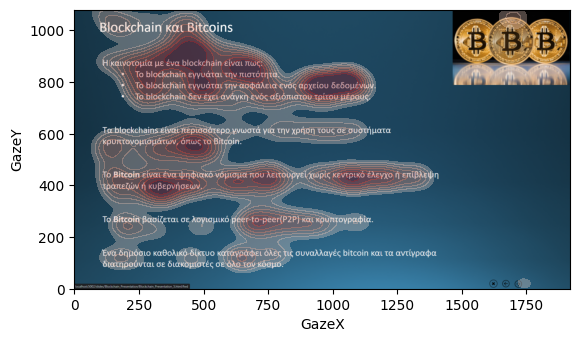 Blockchain και Bitcoins
Η καινοτομία με ένα blockchain είναι πως:
• Το blockchain εγγυάται την πιστότητα.
• Το blockchain εγγυάται την ασφάλεια ενός αρχείου δεδομένων.
• Το blockchain δεν έχει ανάγκη ενός αξιόπιστου τρίτου μέρους.
Τα blockchains είναι περισσότερο γνωστά για την χρήση τους σε συστήματα
κρυπτονομισμάτων, όπως το Bitcoin.
Το Bitcoin είναι ένα ψηφιακό νόμισμα που λειτουργεί χωρίς κεντρικό έλεγχο ή επίβλεψη
τραπεζών ή κυβερνήσεων.
Το Bitcoin βασίζεται σε λογισμικό peer-to-peer(P2P) και κρυπτογραφία.
Ένα δημόσιο καθολικό δίκτυο καταγράφει όλες τις συναλλαγές bitcoin και τα αντίγραφα
διατηρούνται σε διακομιστές σε όλο τον κόσμο.
GazeY
1000
800
600
400
200
0
0 250 500 750 1000 1250 1500 1750
GazeX